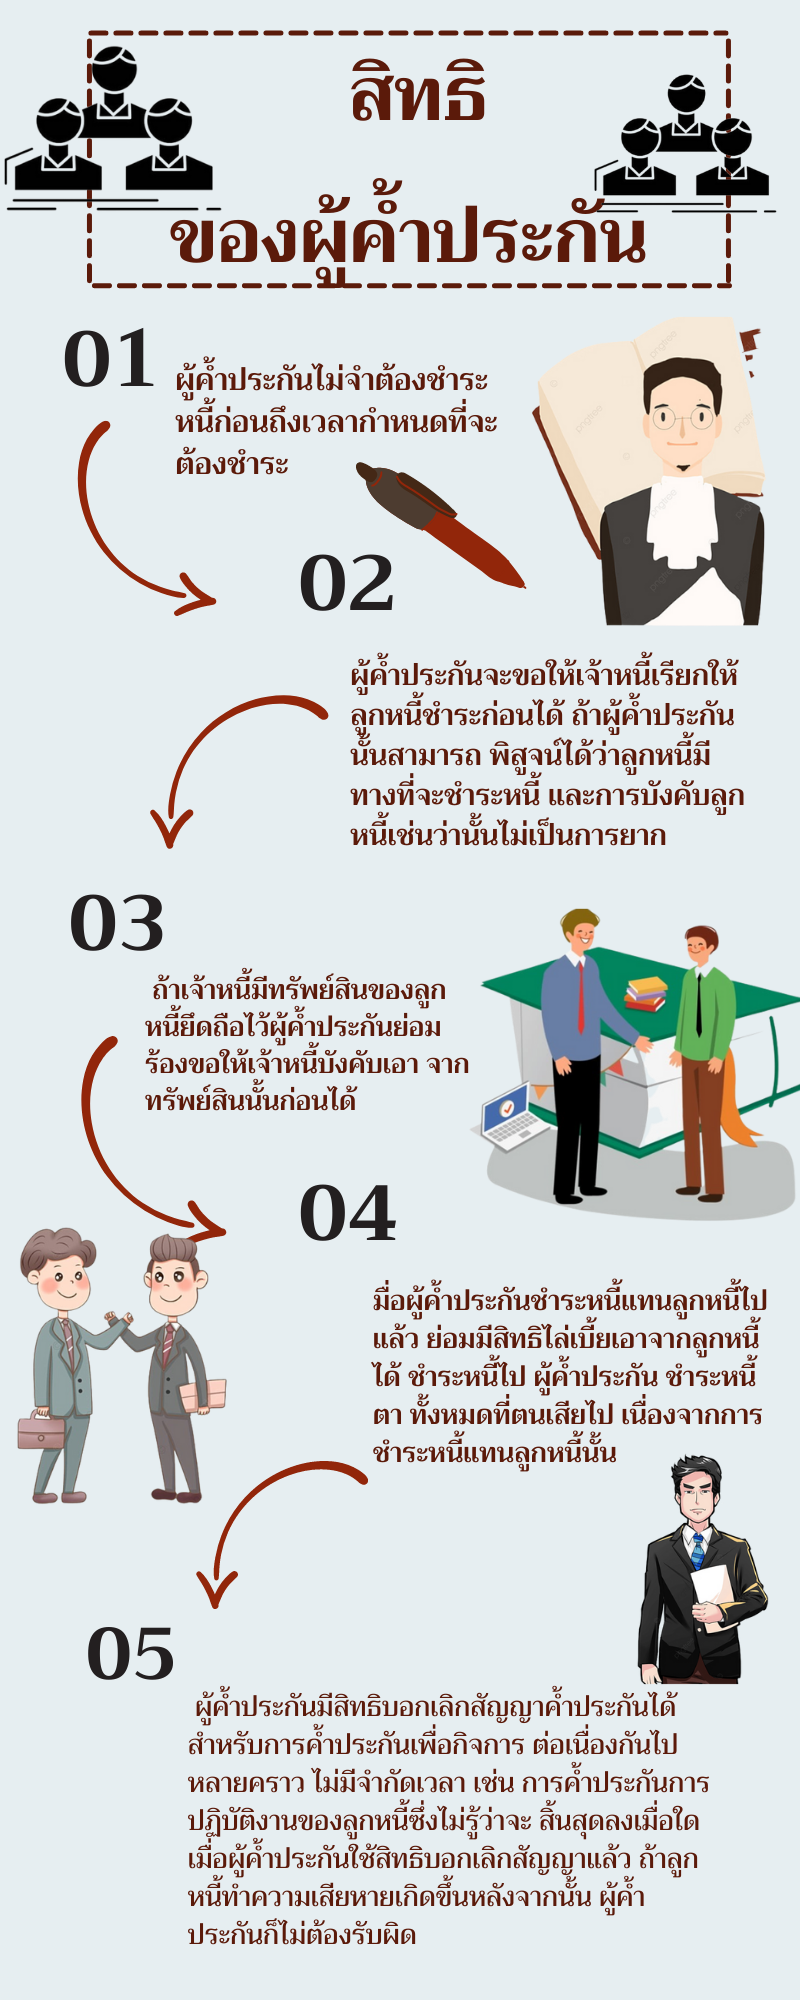 สิทธิ
ของผู้ค้ำประกัน
01
ผู้ค้ำประกันไม่จำต้องชำระ
หนี้ก่อนถึงเวลากำหนดที่จะ
ต้องชำระ
02
ผู้ค้ำประกันจะขอให้เจ้าหนี้เรียกให้
ลูกหนี้ชำระก่อนได้ ถ้าผู้ค้ำประกัน
นั้นสามารถ พิสูจน์ได้ว่าลูกหนี้มี
ทางที่จะชำระหนี้ และการบังคับลูก
หนี้เช่นว่านั้นไม่เป็นการยาก
03
ถ้าเจ้าหนี้มีทรัพย์สินของลูก
หนี้ยึดถือไว้ผู้ค้ำประกันย่อม
ร้องขอให้เจ้าหนี้บังคับเอา จาก
ทรัพย์สินนั้นก่อนได้
04
มื่อผู้ค้ำประกันชำระหนี้แทนลูกหนี้ไป
แล้ว ย่อมมีสิทธิไล่เบี้ยเอาจากลูกหนี้
ได้ ชำระหนี้ไป ผู้ค้ำประกัน ชำระหนี้
ตา ทั้งหมดที่ตนเสียไป เนื่องจากการ
ชำระหนี้แทนลูกหนี้นั้น
05
ผู้ค้ำประกันมีสิทธิบอกเลิกสัญญาค้ำประกันได้
สำหรับการค้ำประกันเพื่อกิจการ ต่อเนื่องกันไป
หลายคราว ไม่มีจำกัดเวลา เช่น การค้ำประกันการ
ปฏิบัติงานของลูกหนี้ซึ่งไม่รู้ว่าจะ สิ้นสุดลงเมื่อใด
เมื่อผู้ค้ำประกันใช้สิทธิบอกเลิกสัญญาแล้ว ถ้าลูก
หนี้ทำความเสียหายเกิดขึ้นหลังจากนั้น ผู้ค้ำ
ประกันก็ไม่ต้องรับผิด